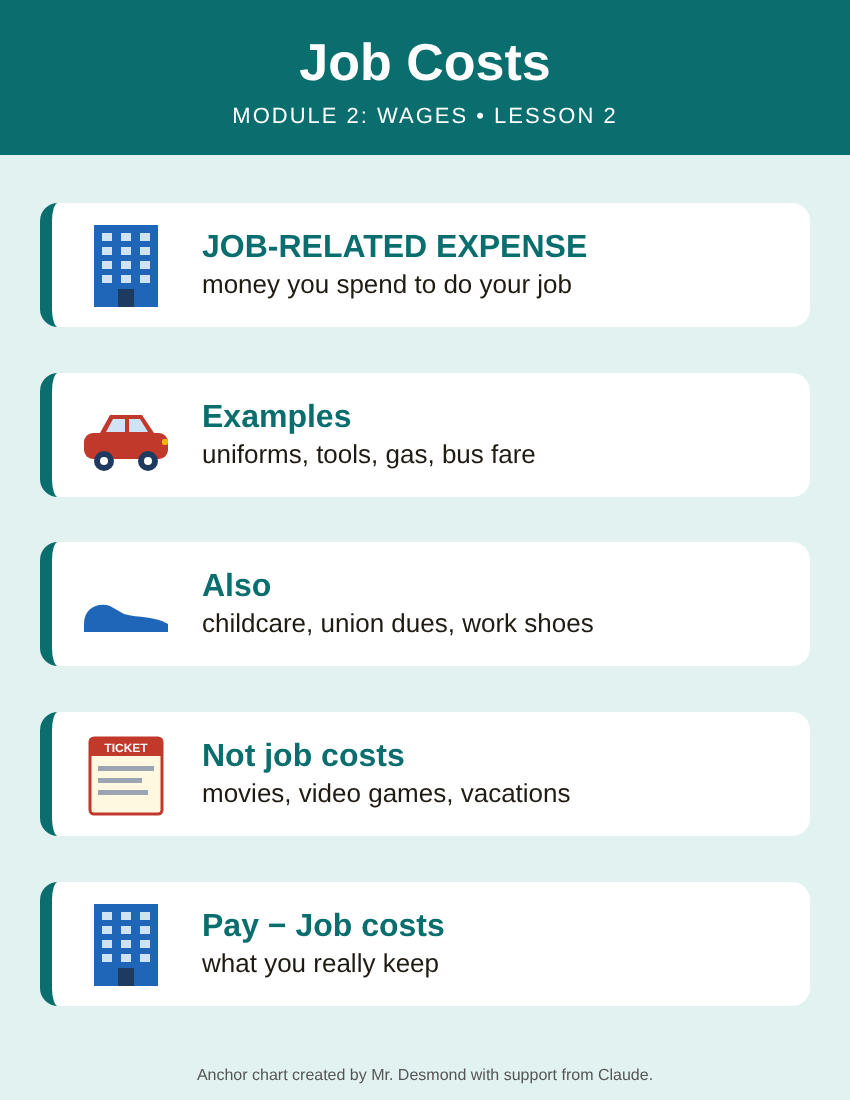 Job Costs
MODULE 2: WAGES • LESSON 2
JOB-RELATED EXPENSE
money you spend to do your job
Examples
uniforms, tools, gas, bus fare
Also
childcare, union dues, work shoes
TICKET
Not job costs
movies, video games, vacations
Pay − Job costs
what you really keep
Anchor chart created by Mr. Desmond with support from Claude.